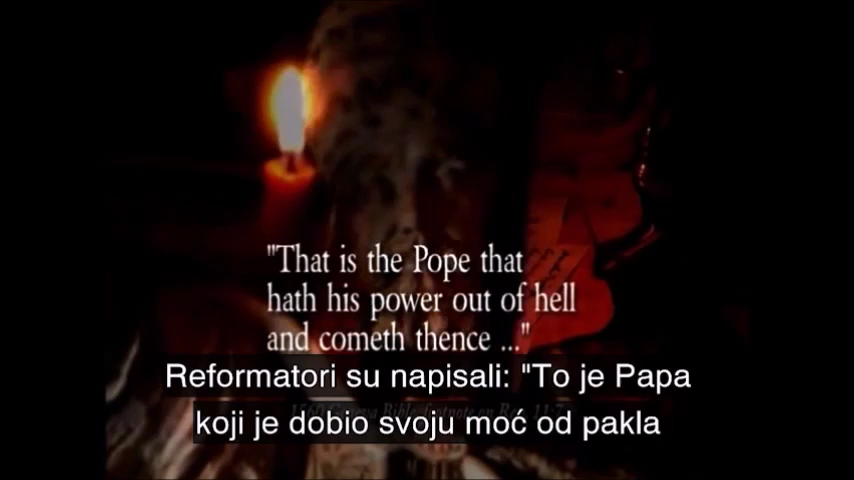 "That is the Pope that
hath his power out of hell
and cometh thence ..."
Reformatori su napisali: "To je Papa
koji je dobio svoju moć od pakla